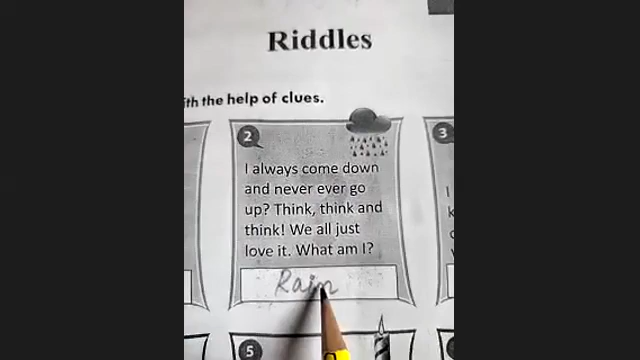 Riddles
ith the help of clues.
2
3
I always come down
and never ever go
up? Think, think and
think! We all just
love it. What am I?
I
k
Rain
5